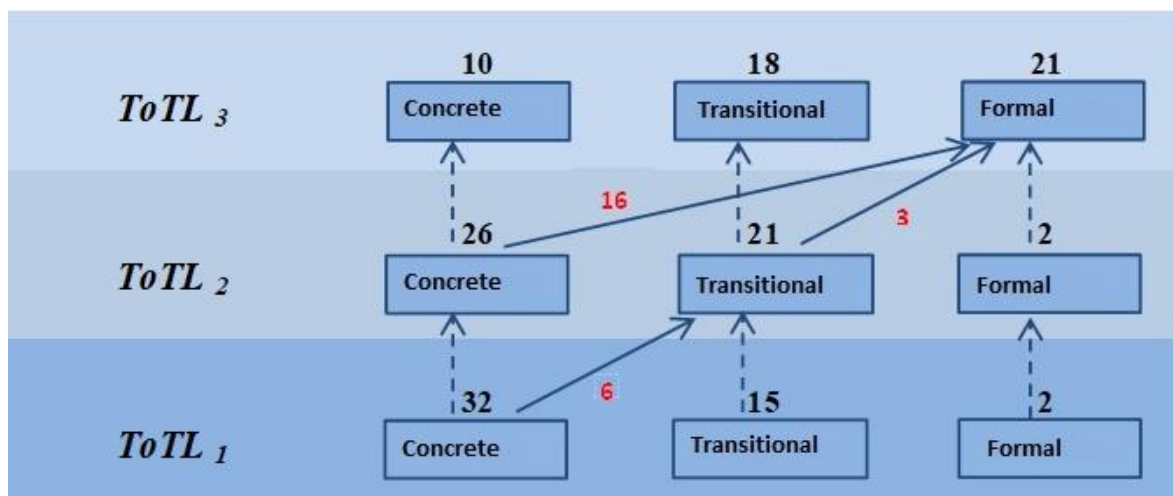 10 18 21
ToTL 3 Concrete Transitional Formal
16 3
26 21 2
ToTL 2 Concrete Transitional Formal
6
32 15 2
ToTL 1 Concrete Transitional Formal